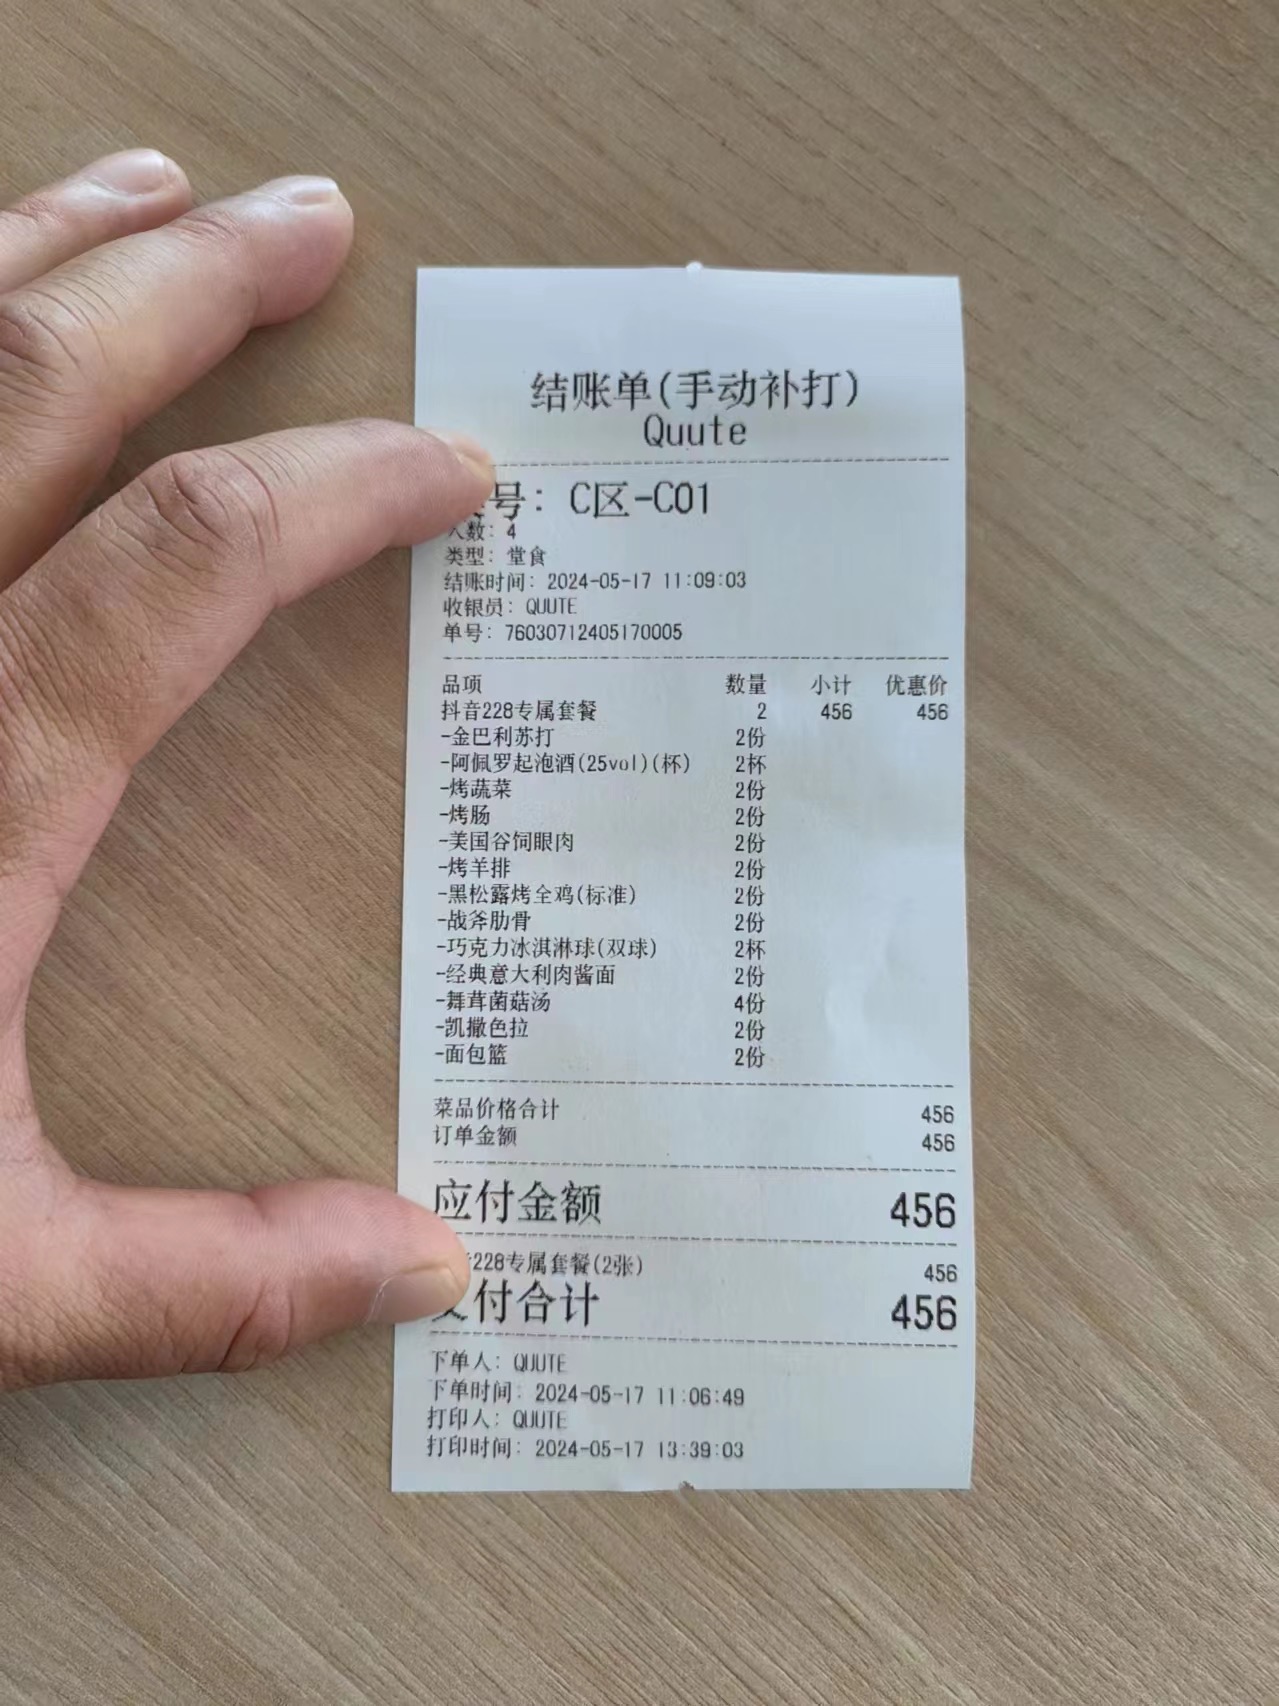 结账单(手动补打)
Quute
号: C区-C01
人数: 4
类型: 堂食
结账时间: 2024-05-17 11:09:03
收银员: QUUTE
单号: 76030712405170005
品项 数量 小计 优惠价
抖音228专属套餐 2 456 456
-金巴利苏打 2份
-阿佩罗起泡酒(25vol)(杯) 2杯
-烤蔬菜 2份
-烤肠 2份
-美国谷饲眼肉 2份
-烤羊排 2份
-黑松露烤全鸡(标准) 2份
-战斧肋骨 2份
-巧克力冰淇淋球(双球) 2杯
-经典意大利肉酱面 2份
-舞茸菌菇汤 4份
-凯撒色拉 2份
-面包篮 2份
菜品价格合计 456
订单金额 456
应付金额 456
228专属套餐(2张) 456
付合计 456
下单人: QUUTE
下单时间: 2024-05-17 11:06:49
打印人: QUUTE
打印时间: 2024-05-17 13:39:03